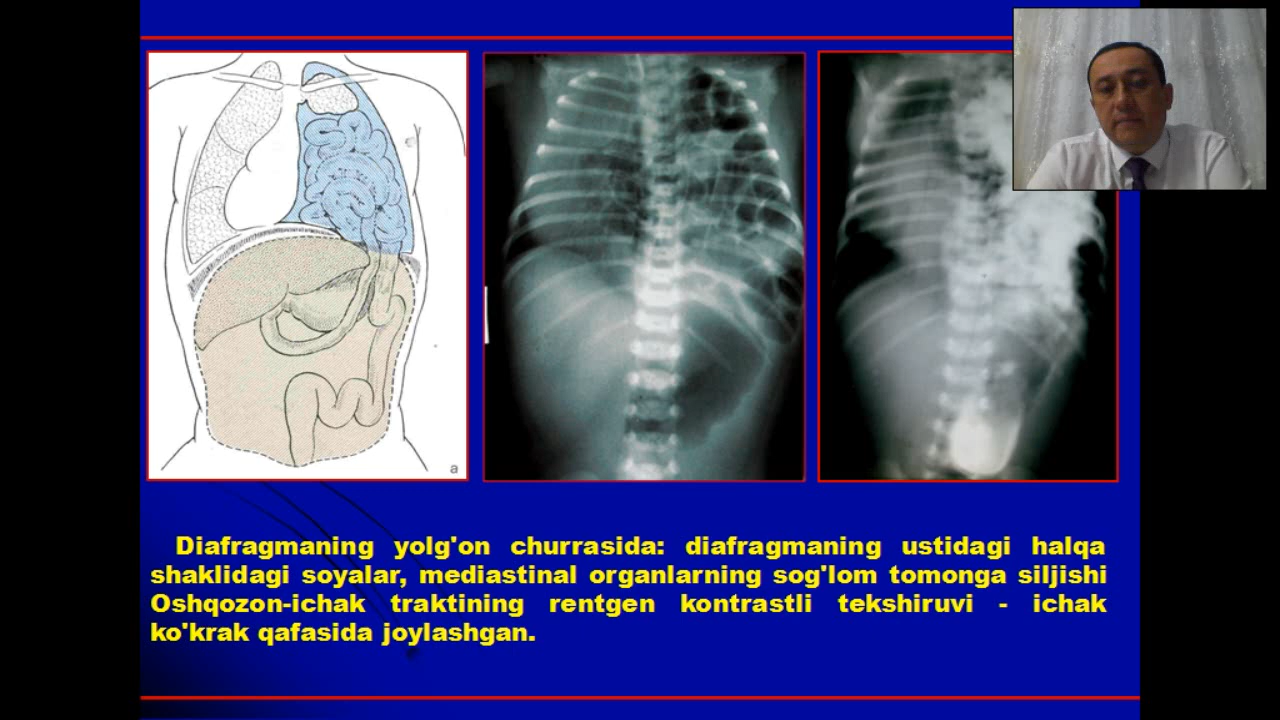 a
Diafragmaning yolg'on churrasida: diafragmaning ustidagi halqa
shaklidagi soyalar, mediastinal organlarning sog'lom tomonga siljishi
Oshqozon-ichak traktining rentgen kontrastli tekshiruvi - ichak
ko'krak qafasida joylashgan.